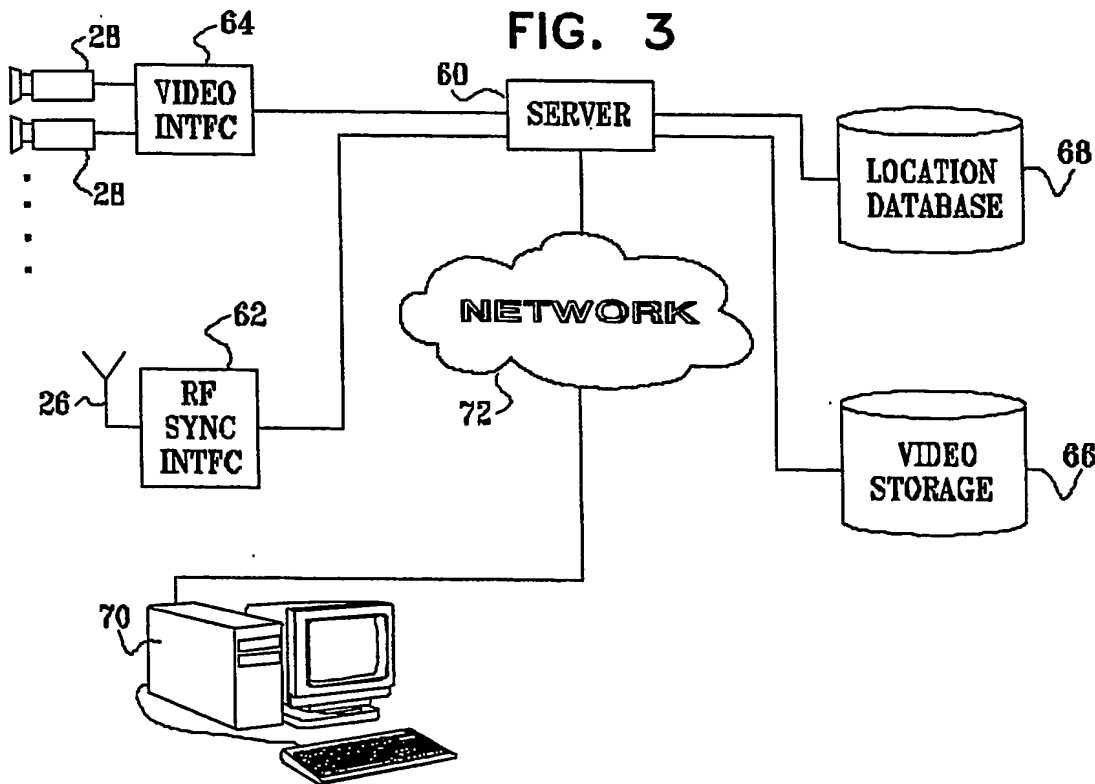 FIG. 3
28
64
60
VIDEO
INTFC
SERVER
28
LOCATION
DATABASE
68
NETWORK
72
62
26
RF
SYNC
INTFC
VIDEO
STORAGE
66
70